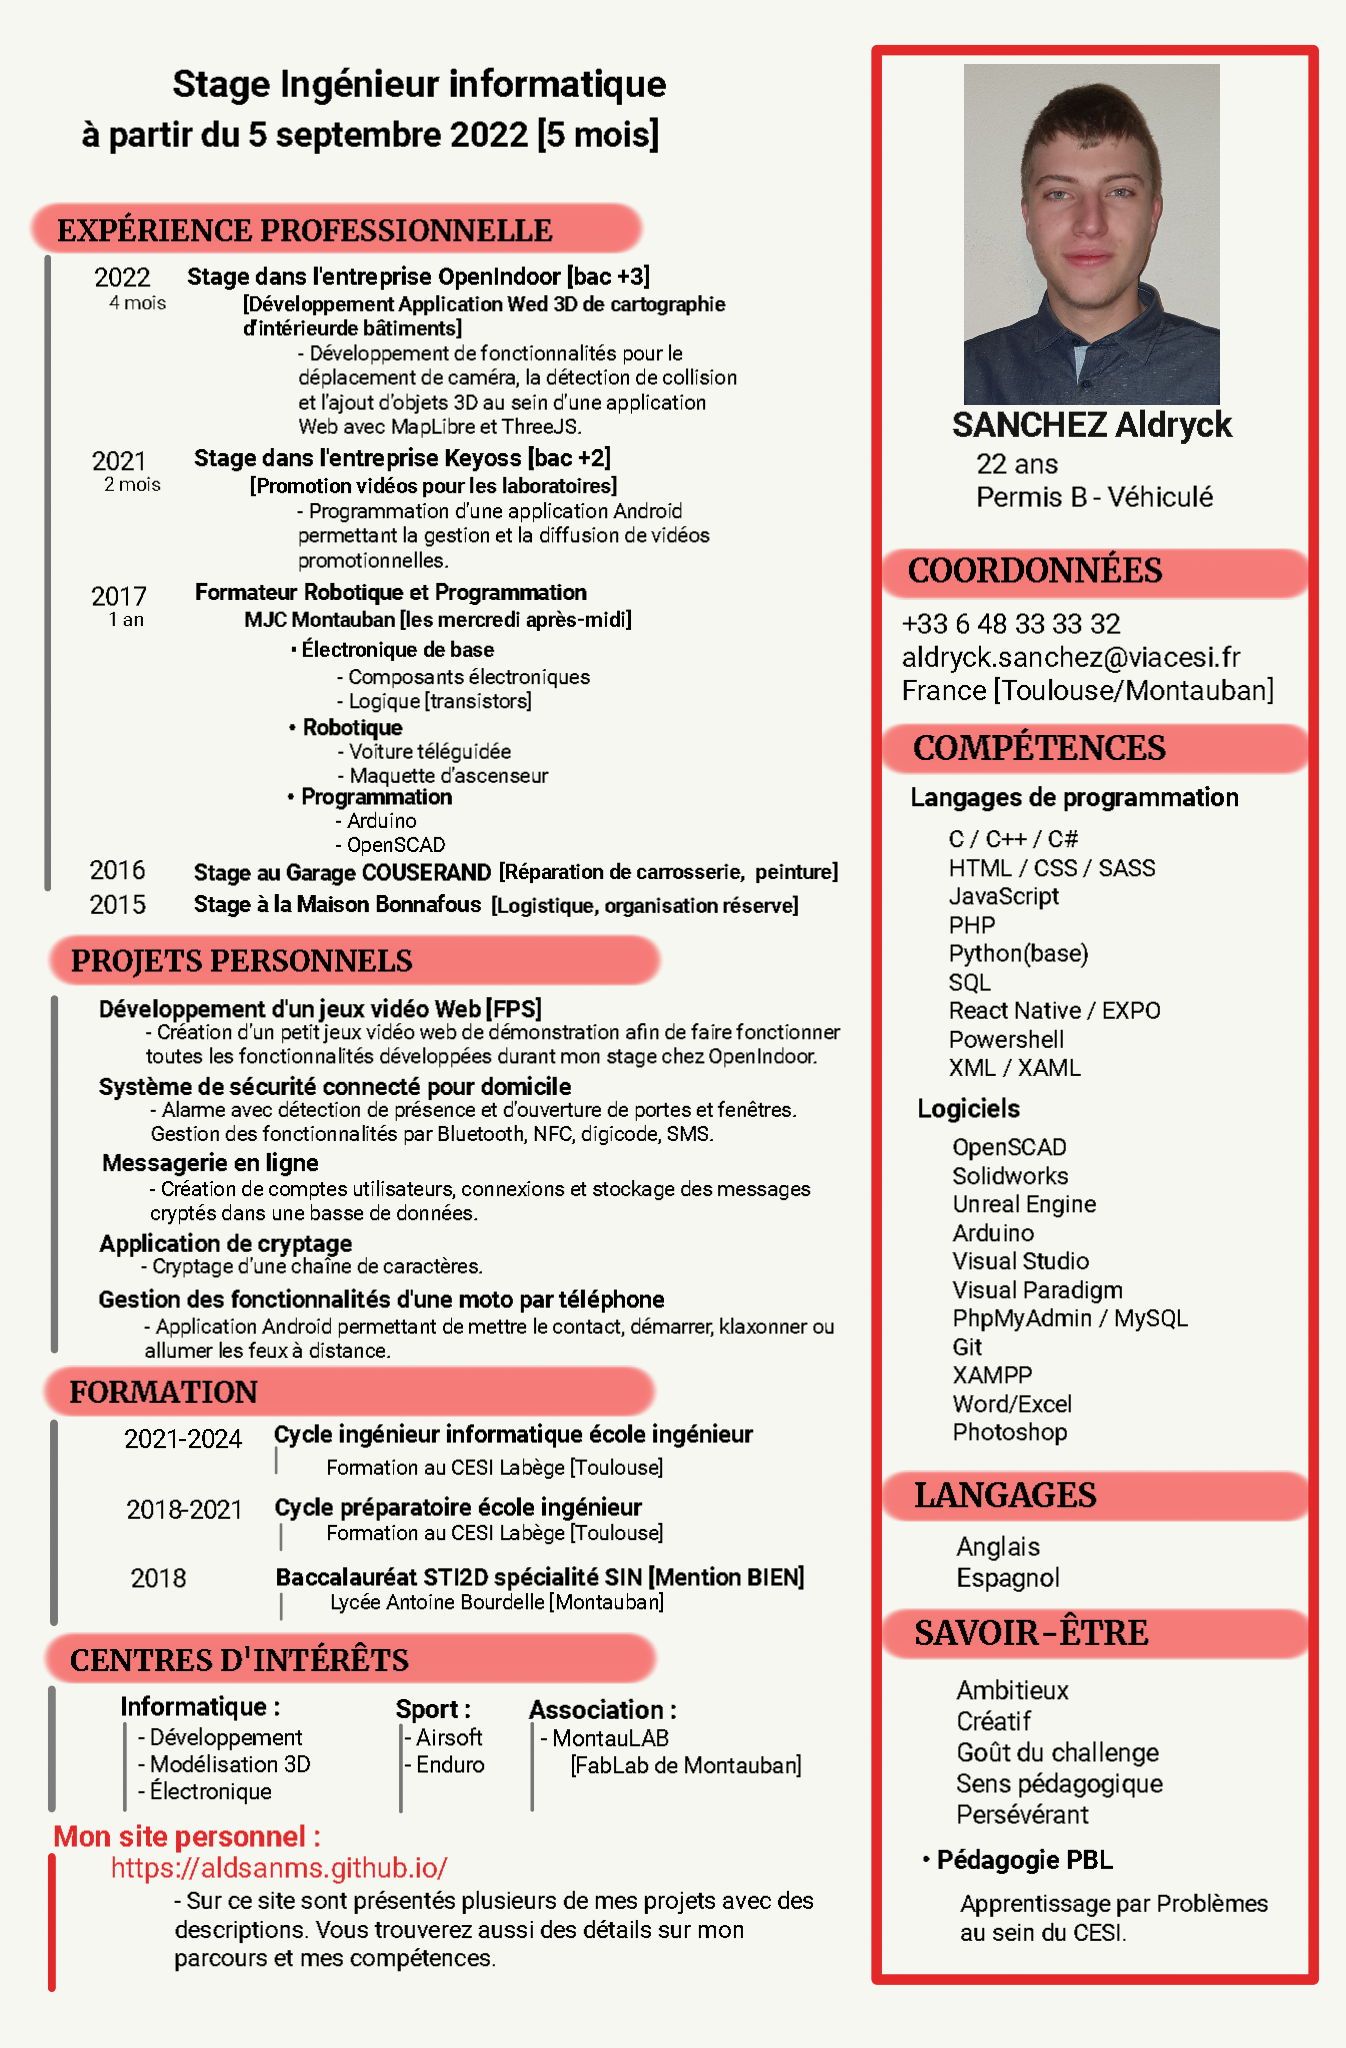 Stage Ingénieur informatique
à partir du 5 septembre 2022 [5 mois]
EXPÉRIENCE PROFESSIONNELLE
2022 Stage dans l'entreprise OpenIndoor [bac +3]
4 mois [Développement Application Wed 3D de cartographie
d'intérieurde bâtiments]
- Développement de fonctionnalités pour le
déplacement de caméra, la détection de collision
et l'ajout d'objets 3D au sein d'une application
Web avec MapLibre et ThreeJS.
2021 Stage dans l'entreprise Keyoss [bac +2]
2 mois [Promotion vidéos pour les laboratoires]
- Programmation d'une application Android
permettant la gestion et la diffusion de vidéos
promotionnelles.
2017 Formateur Robotique et Programmation
1 an MJC Montauban [les mercredi après-midi]
• Électronique de base
- Composants électroniques
- Logique [transistors]
• Robotique
- Voiture téléguidée
- Maquette d'ascenseur
• Programmation
- Arduino
- OpenSCAD
2016 Stage au Garage COUSERAND [Réparation de carrosserie, peinture]
2015 Stage à la Maison Bonnafous [Logistique, organisation réserve]
PROJETS PERSONNELS
Développement d'un jeux vidéo Web [FPS]
- Création d'un petit jeux vidéo web de démonstration afin de faire fonctionner
toutes les fonctionnalités développées durant mon stage chez OpenIndoor.
Système de sécurité connecté pour domicile
- Alarme avec détection de présence et d'ouverture de portes et fenêtres.
Gestion des fonctionnalités par Bluetooth, NFC, digicode, SMS.
Messagerie en ligne
- Création de comptes utilisateurs, connexions et stockage des messages
cryptés dans une basse de données.
Application de cryptage
- Cryptage d'une chaîne de caractères.
Gestion des fonctionnalités d'une moto par téléphone
- Application Android permettant de mettre le contact, démarrer, klaxonner ou
allumer les feux à distance.
FORMATION
2021-2024 Cycle ingénieur informatique école ingénieur
Formation au CESI Labège [Toulouse]
2018-2021 Cycle préparatoire école ingénieur
Formation au CESI Labège [Toulouse]
2018 Baccalauréat STI2D spécialité SIN [Mention BIEN]
Lycée Antoine Bourdelle [Montauban]
CENTRES D'INTÉRÊTS
Informatique :
- Développement
- Modélisation 3D
- Électronique
Sport :
- Airsoft
- Enduro
Association :
- MontauLAB
[FabLab de Montauban]
Mon site personnel :
https://aldsanms.github.io/
- Sur ce site sont présentés plusieurs de mes projets avec des
descriptions. Vous trouverez aussi des détails sur mon
parcours et mes compétences.
SANCHEZ Aldryck
22 ans
Permis B - Véhiculé
COORDONNÉES
+33 6 48 33 33 32
aldryck.sanchez@viacesi.fr
France [Toulouse/Montauban]
COMPÉTENCES
Langages de programmation
C / C++ / C#
HTML / CSS / SASS
JavaScript
PHP
Python(base)
SQL
React Native / EXPO
Powershell
XML / XAML
Logiciels
OpenSCAD
Solidworks
Unreal Engine
Arduino
Visual Studio
Visual Paradigm
PhpMyAdmin / MySQL
Git
XAMPP
Word/Excel
Photoshop
LANGAGES
Anglais
Espagnol
SAVOIR-ÊTRE
Ambitieux
Créatif
Goût du challenge
Sens pédagogique
Persévérant
• Pédagogie PBL
Apprentissage par Problèmes
au sein du CESI.